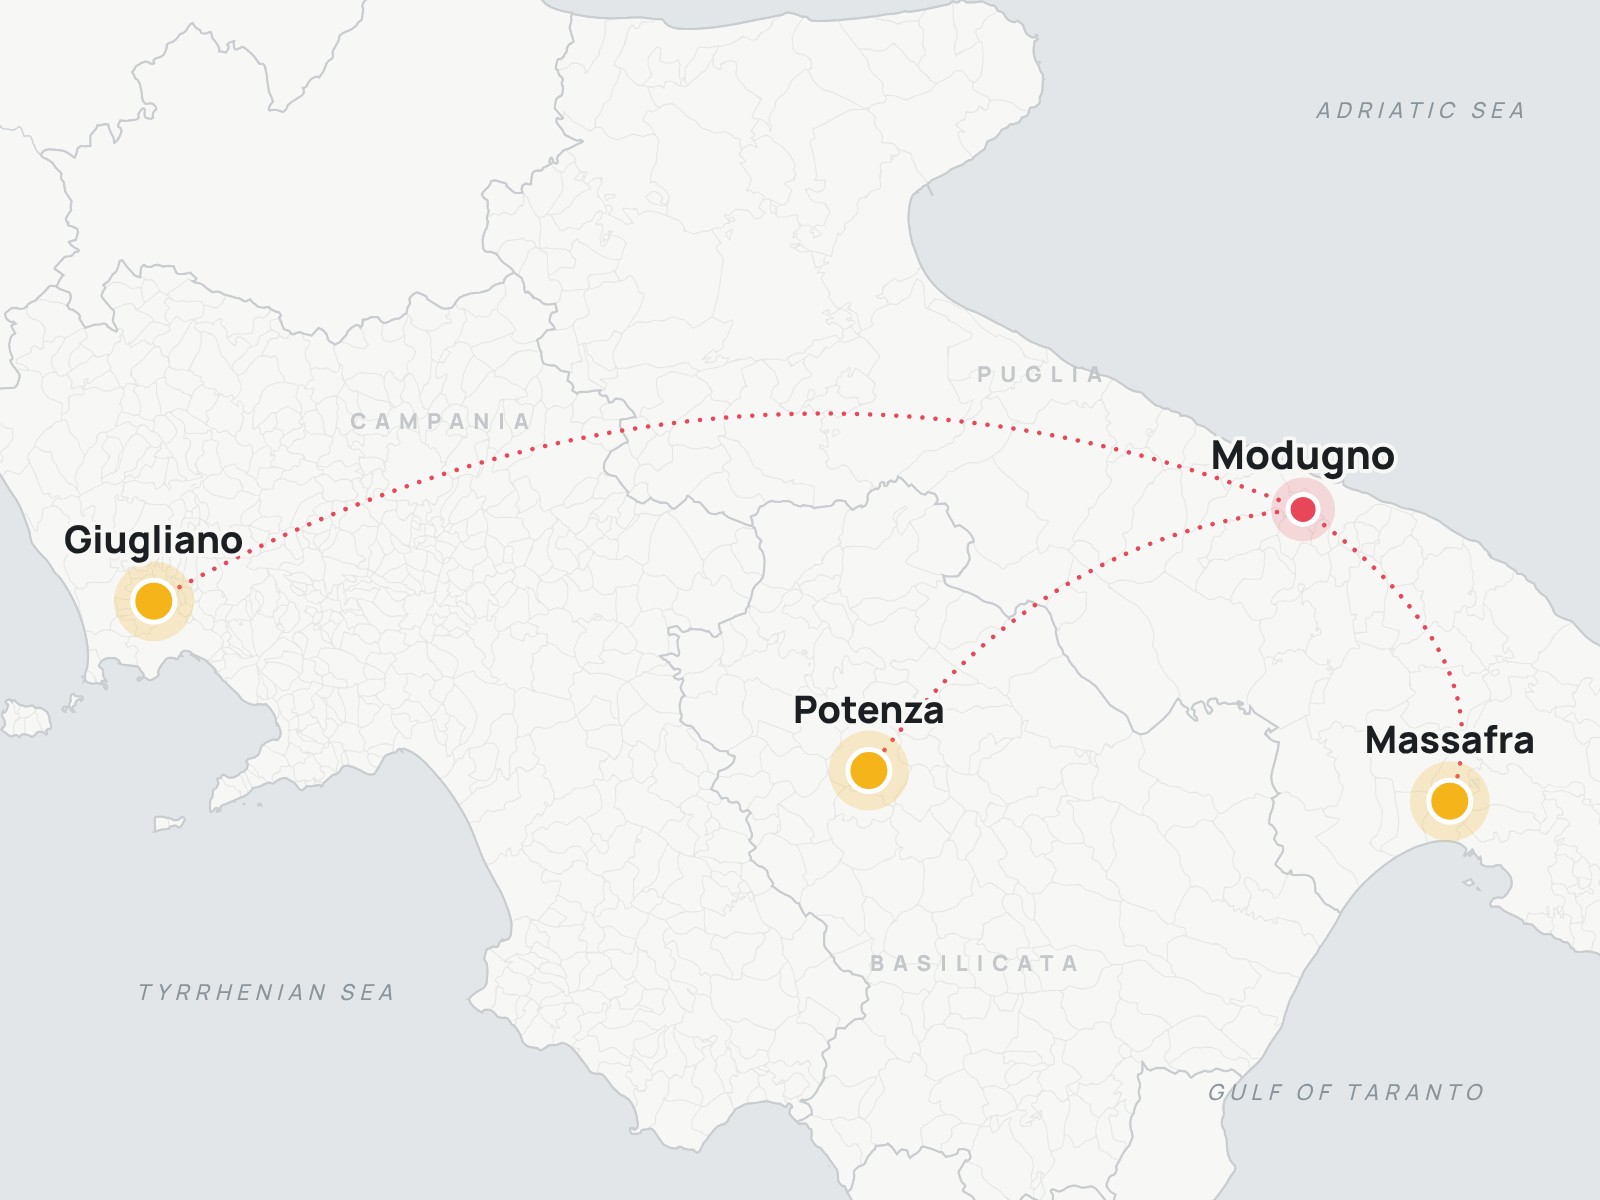 ADRIATIC SEA
PUGLIA
CAMPANIA
Modugno
Giugliano
Potenza
Massafra
BASILICATA
TYRRHENIAN SEA
GULF OF TARANTO